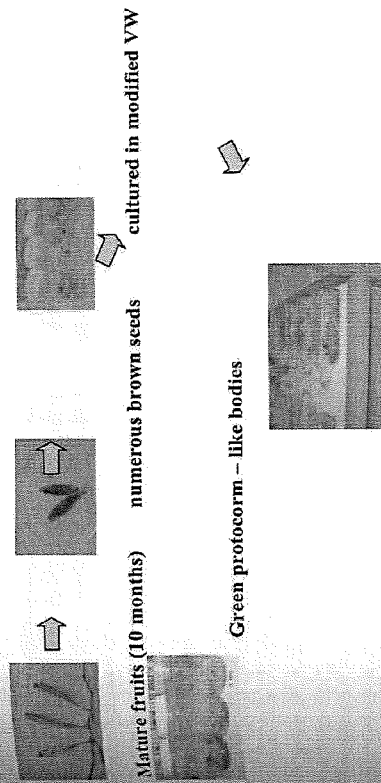 Mature fruits (10 months)
numerous brown seeds
cultured in modified VW
Green protocorm – like bodies